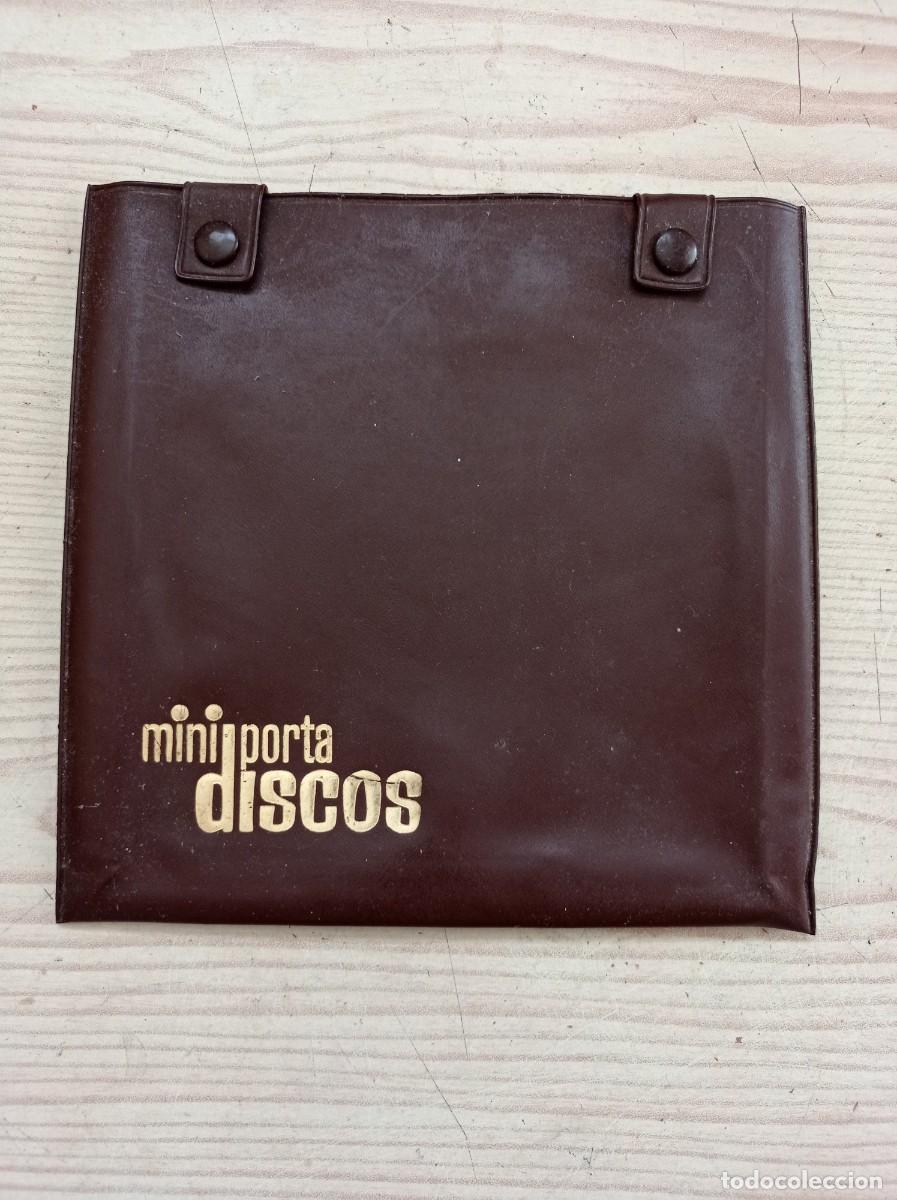 mini porta
discos
todocoleccion